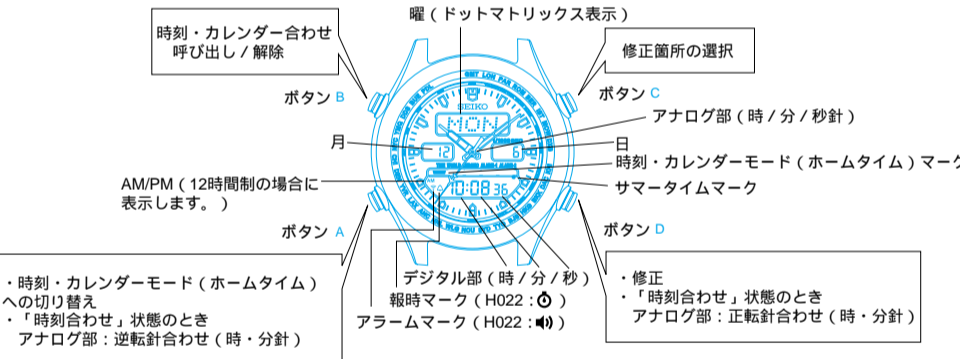 曜（ドットマトリックス表示）
時刻・カレンダー合わせ
呼び出し / 解除
修正箇所の選択
ボタン B
ボタン C
アナログ部（時 / 分 / 秒針）
SEIKO
MON
月
12
6
日
時刻・カレンダーモード（ホームタイム）マーク
サマータイムマーク
AM/PM（12時間制の場合に
表示します。）
10:08 36
ボタン A
ボタン D
デジタル部（時 / 分 / 秒）
報時マーク（H022：）
アラームマーク（H022：）
・時刻・カレンダーモード（ホームタイム）
への切り替え
・「時刻合わせ」状態のとき
アナログ部：逆転針合わせ（時・分針）
・修正
・「時刻合わせ」状態のとき
アナログ部：正転針合わせ（時・分針）